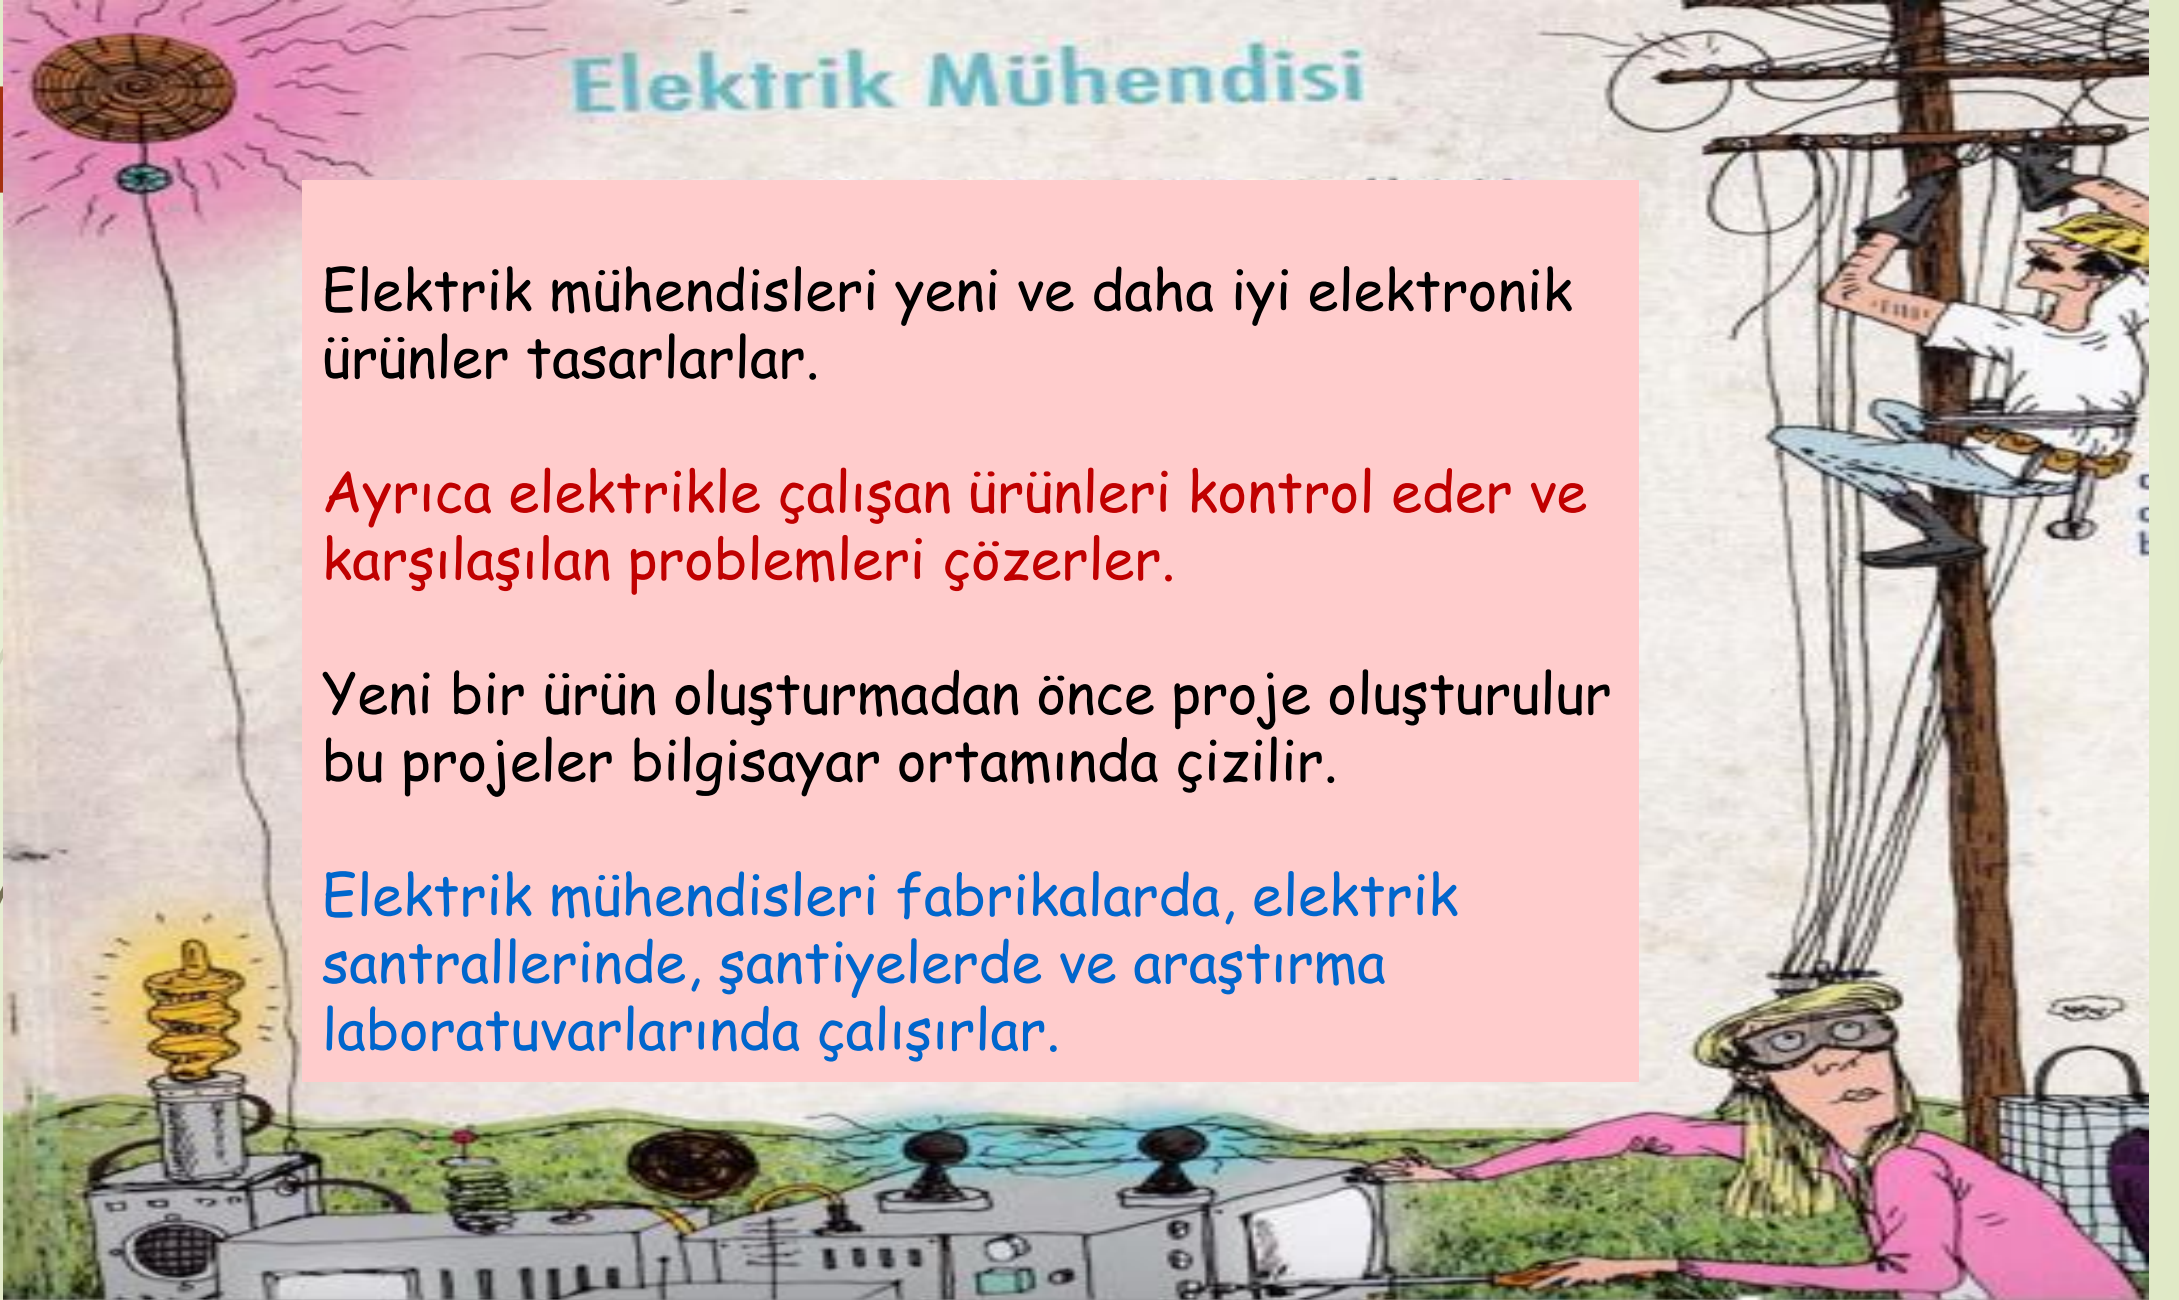 Elektrik Mühendisi
Elektrik mühendisleri yeni ve daha iyi elektronik
ürünler tasarlarlar.
Ayrıca elektrikle çalışan ürünleri kontrol eder ve
karşılaşılan problemleri çözerler.
Yeni bir ürün oluşturmadan önce proje oluşturulur
bu projeler bilgisayar ortamında çizilir.
Elektrik mühendisleri fabrikalarda, elektrik
santrallerinde, şantiyelerde ve araştırma
laboratuvarlarında çalışırlar.